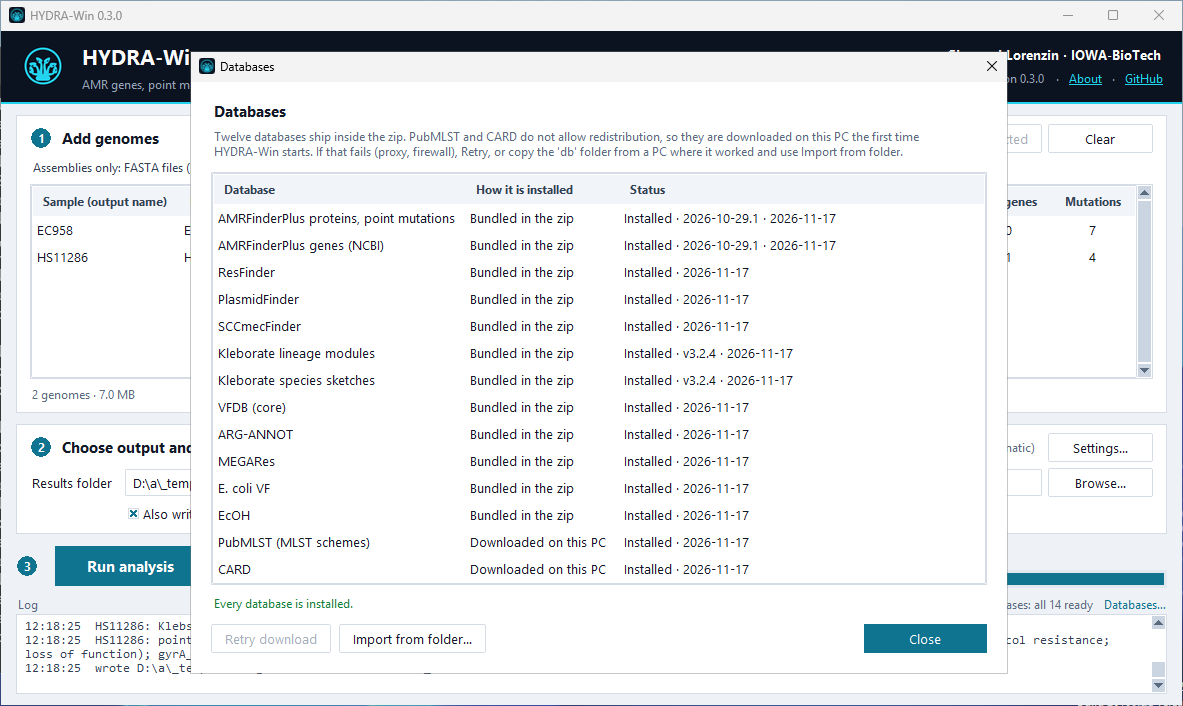 HYDRA-Win 0.3.0
HYDRA-Wi
Lorenzin · IOWA-BioTech
AMR genes, point m
on 0.3.0 · About · GitHub
Databases
Databases
Twelve databases ship inside the zip. PubMLST and CARD do not allow redistribution, so they are downloaded on this PC the first time
HYDRA-Win starts. If that fails (proxy, firewall), Retry, or copy the 'db' folder from a PC where it worked and use Import from folder.
1 Add genomes
Clear
Assemblies only: FASTA files (
Sample (output name)
genes Mutations
EC958 E
7
HS11286 H
4
2 genomes · 7.0 MB
Database How it is installed Status
AMRFinderPlus proteins, point mutations Bundled in the zip Installed · 2026-10-29.1 · 2026-11-17
AMRFinderPlus genes (NCBI) Bundled in the zip Installed · 2026-10-29.1 · 2026-11-17
ResFinder Bundled in the zip Installed · 2026-11-17
PlasmidFinder Bundled in the zip Installed · 2026-11-17
SCCmecFinder Bundled in the zip Installed · 2026-11-17
Kleborate lineage modules Bundled in the zip Installed · v3.2.4 · 2026-11-17
Kleborate species sketches Bundled in the zip Installed · v3.2.4 · 2026-11-17
VFDB (core) Bundled in the zip Installed · 2026-11-17
ARG-ANNOT Bundled in the zip Installed · 2026-11-17
MEGARes Bundled in the zip Installed · 2026-11-17
E. coli VF Bundled in the zip Installed · 2026-11-17
EcOH Bundled in the zip Installed · 2026-11-17
PubMLST (MLST schemes) Downloaded on this PC Installed · 2026-11-17
CARD Downloaded on this PC Installed · 2026-11-17
Every database is installed.
Retry download Import from folder... Close
2 Choose output and
Settings...
Results folder D:\a\_temp
Browse...
Also writ
3 Run analysis
Log
ases: all 14 ready Databases...
12:18:25 HS11286: Klebs
12:18:25 HS11286: point
col resistance;
loss of function); gyrA_
12:18:25 wrote D:\a\_te